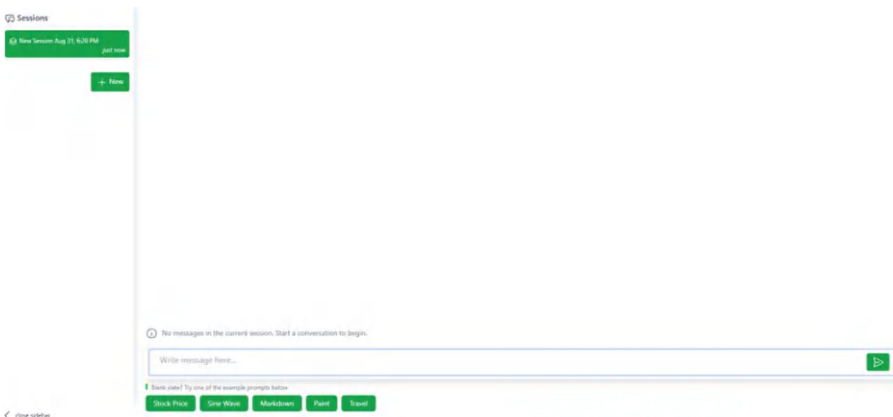 Sessions
New Session Aug 31, 6:20 PM
just now
+ New
No messages in the current session. Start a conversation to begin.
Write message here...
Blank slate? Try one of the example prompts below
Stock Price
Sine Wave
Markdown
Paint
Travel
close sidebar